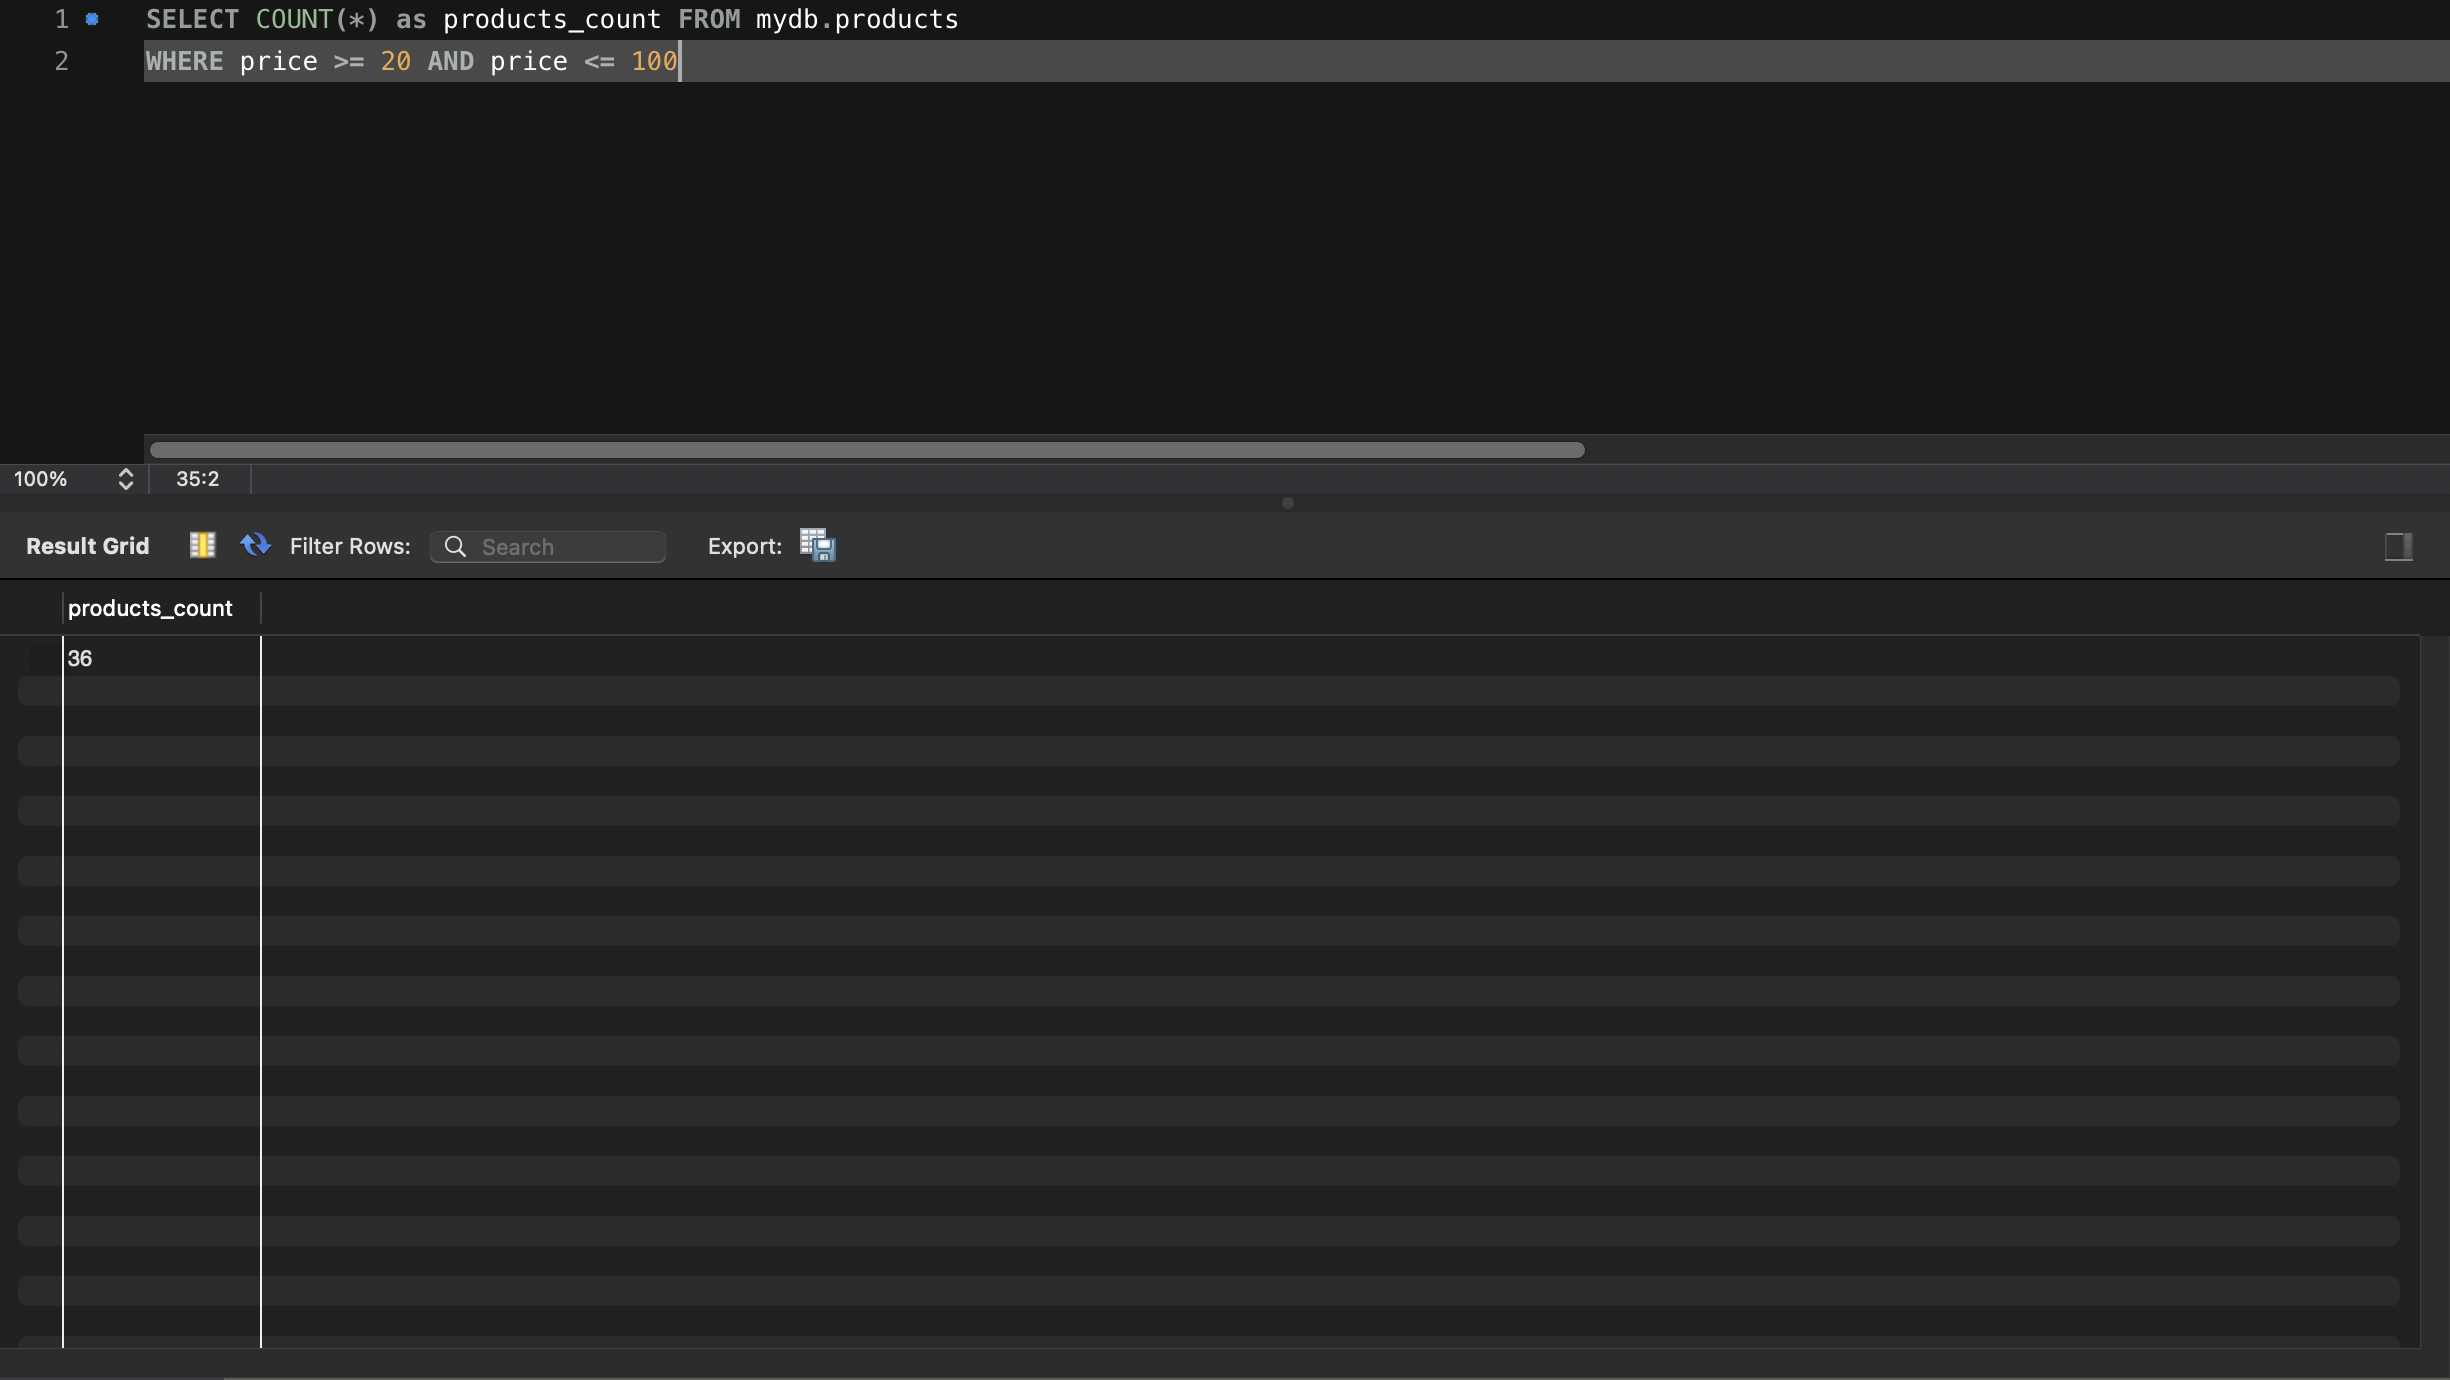 1 SELECT COUNT(*) as products_count FROM mydb.products
2 WHERE price >= 20 AND price <= 100
100% 35:2
Result Grid Filter Rows: Search Export:
products_count
36